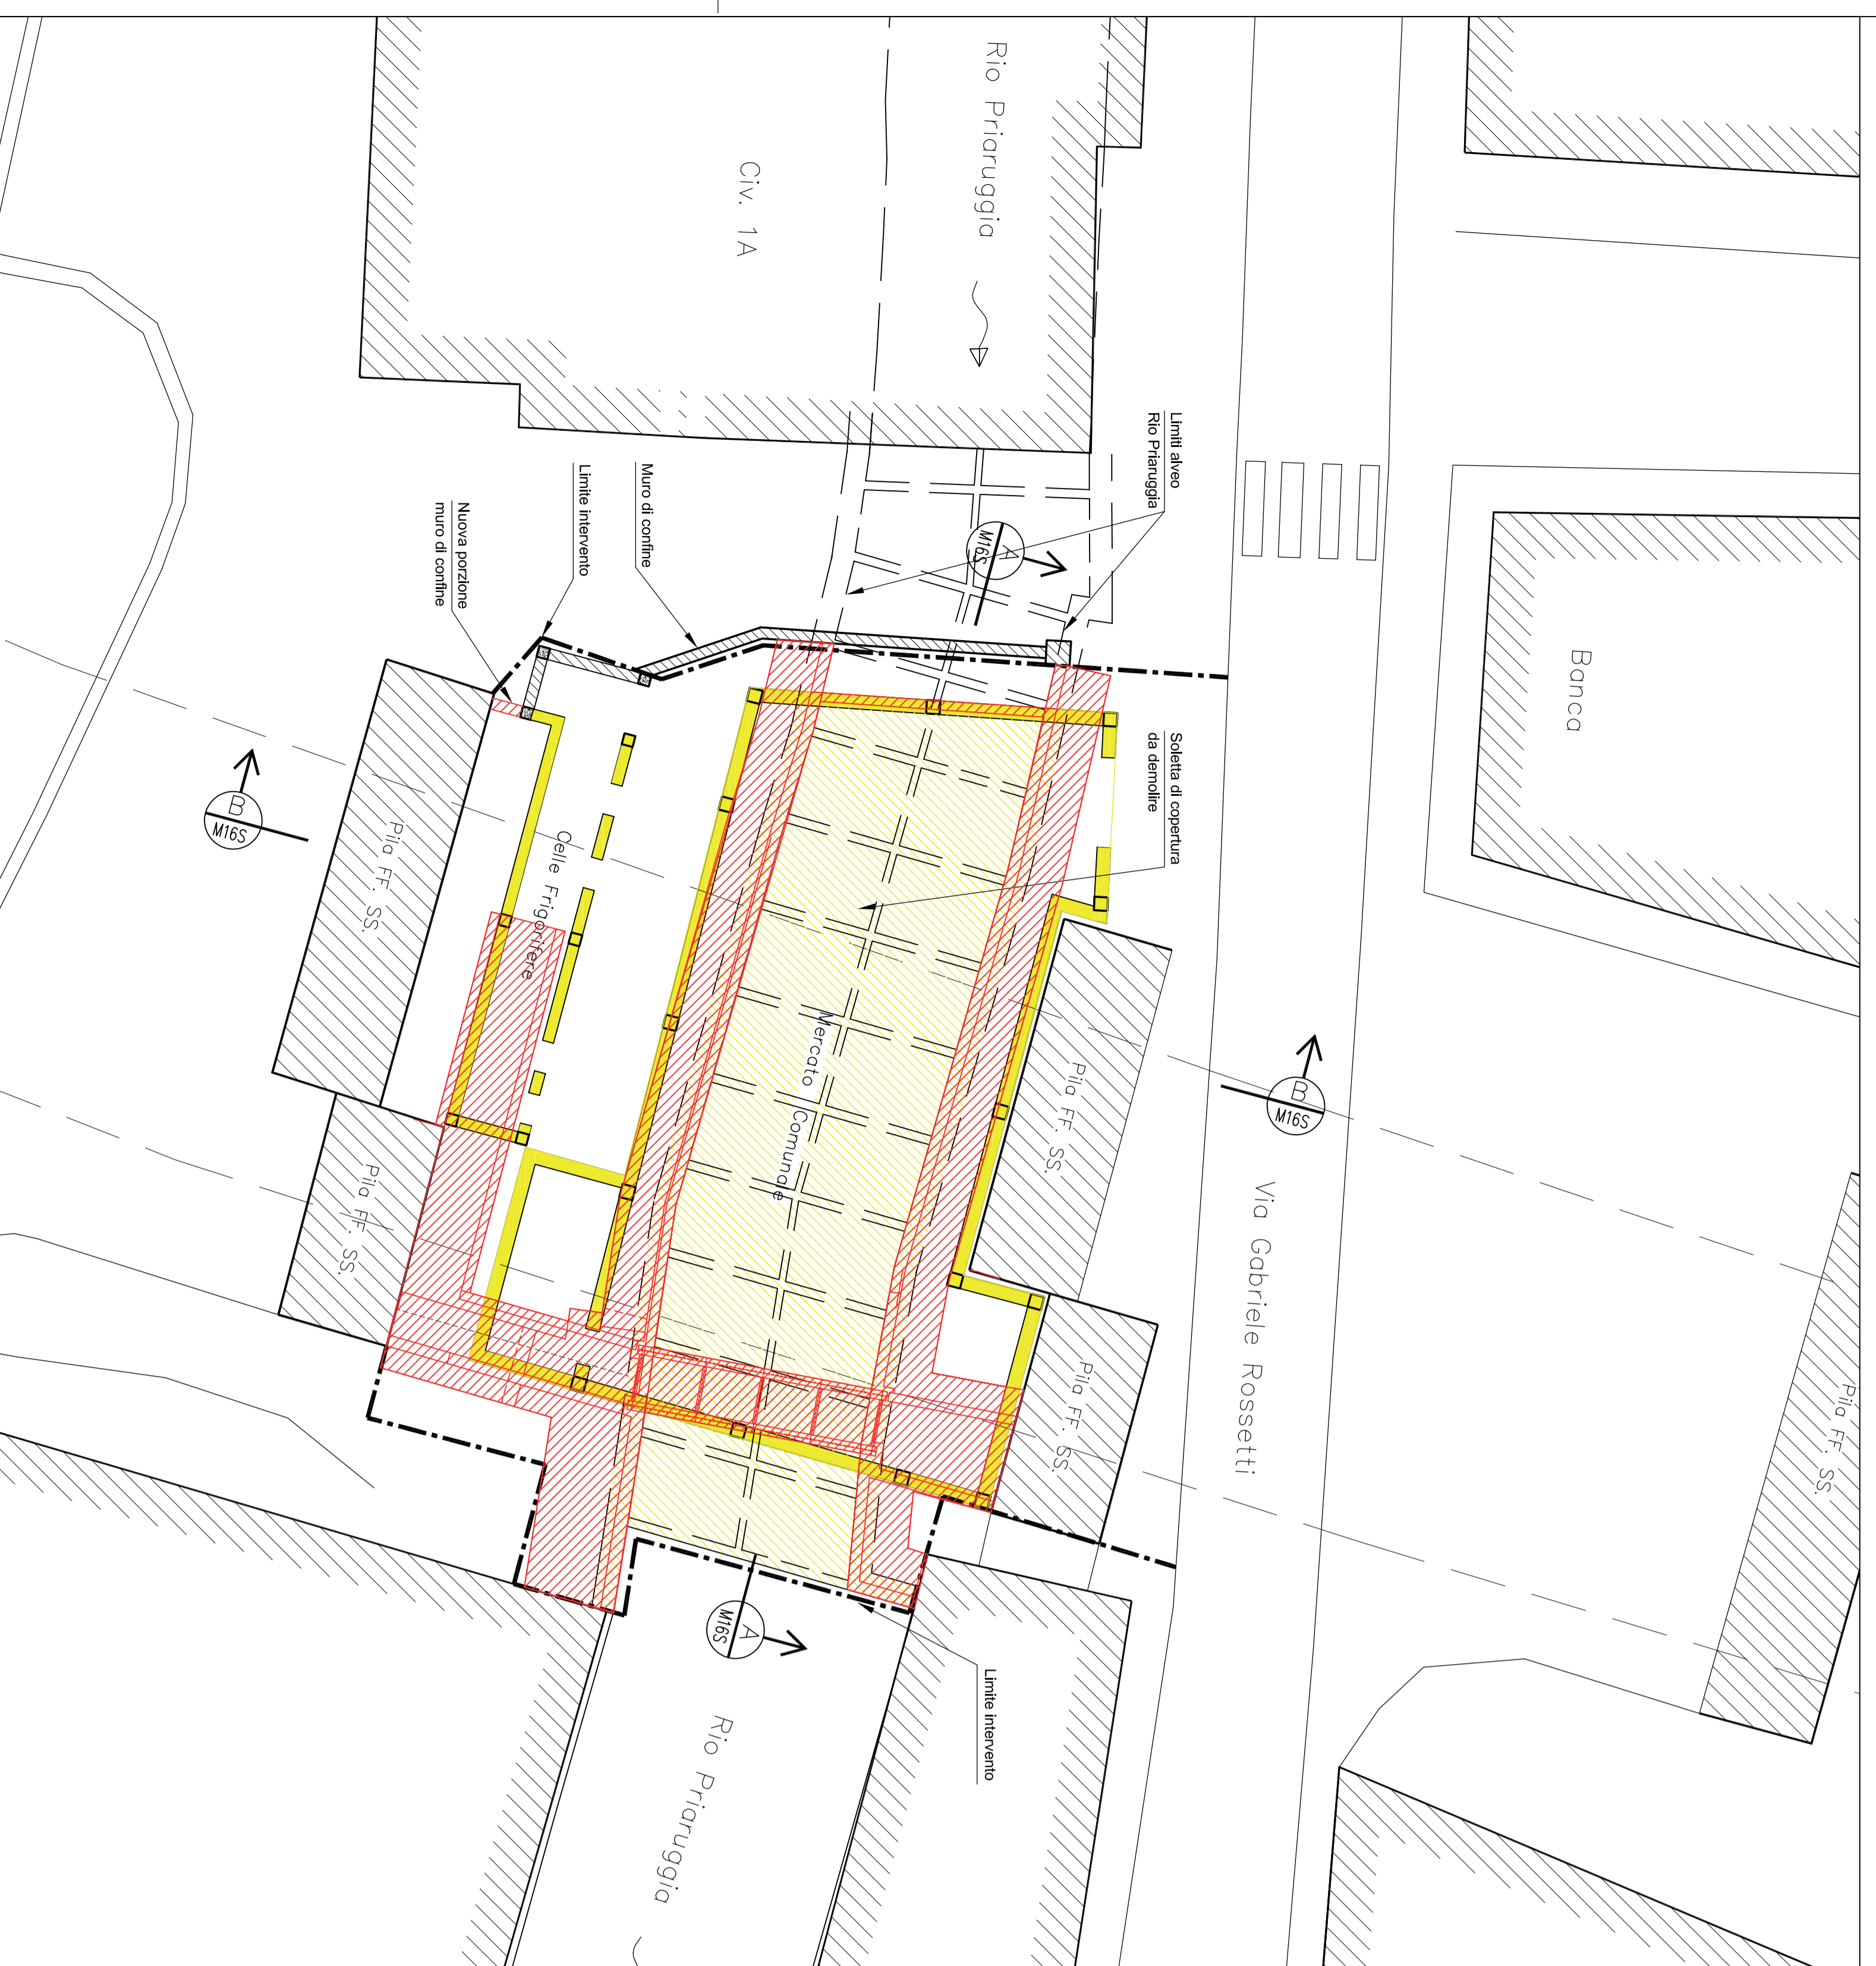 Rio Priaruggia
Civ. 1A
Limiti alveo
Rio Priaruggia
Limite intervento
Muro di confine
Nuova porzione
muro di confine
A
M16S
Banca
Soletta di copertura
da demolire
B
M16S
Pila FF. SS.
Celle Frigorifere
Mercato Comunale
Pila FF. SS.
B
M16S
Pila FF. SS.
Via Gabriele Rossetti
Pila FF. SS.
Pila FF. SS.
A
M16S
Limite intervento
Rio Priaruggia